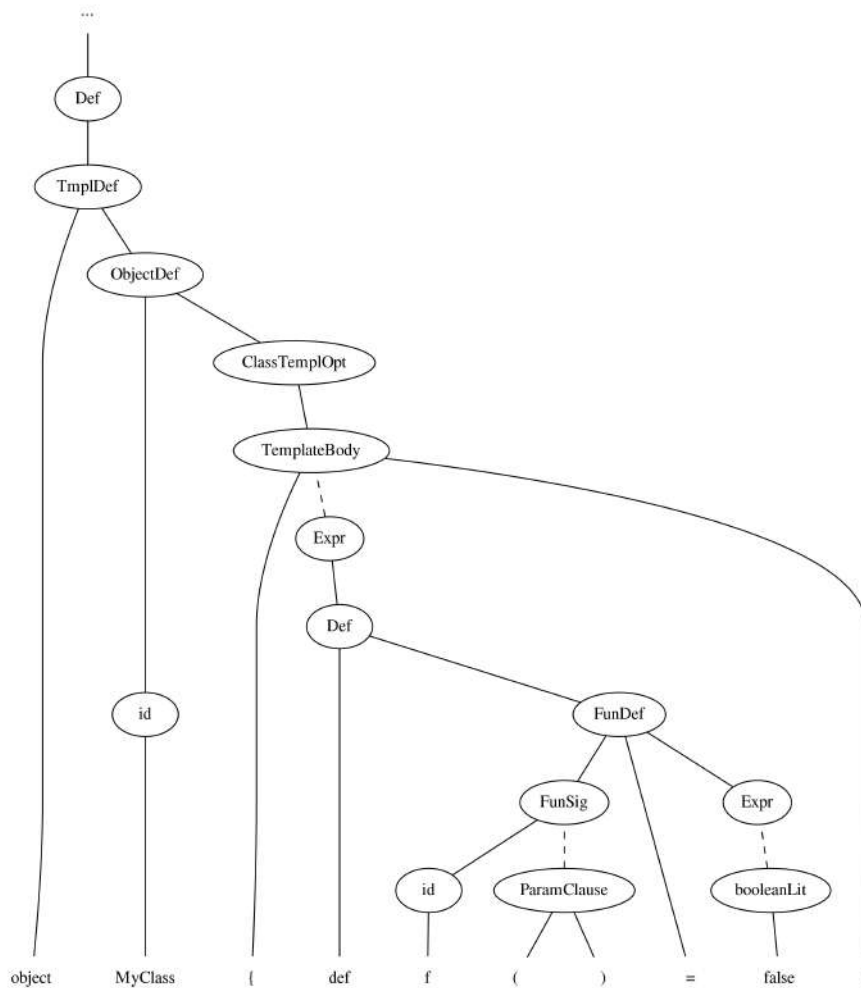 ...
Def
TmplDef
ObjectDef
ClassTemplOpt
TemplateBody
Expr
Def
id FunDef
FunSig Expr
id ParamClause booleanLit
object MyClass { def f ( ) = false